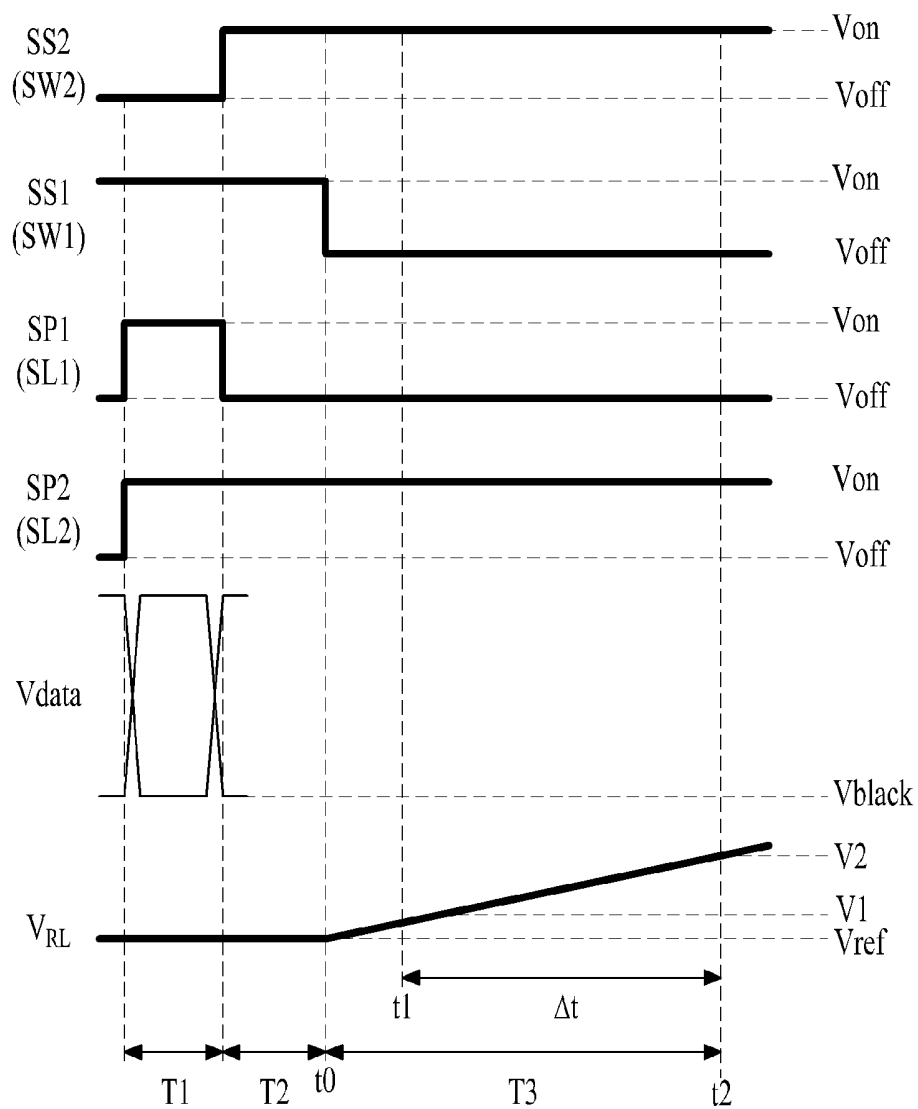 SS2
(SW2)
Von
Voff
SS1
(SW1)
Von
Voff
SP1
(SL1)
Von
Voff
SP2
(SL2)
Von
Voff
Vdata
Vblack
V2
V1
VRL
Vref
t1
Δt
T1
T2
t0
T3
t2